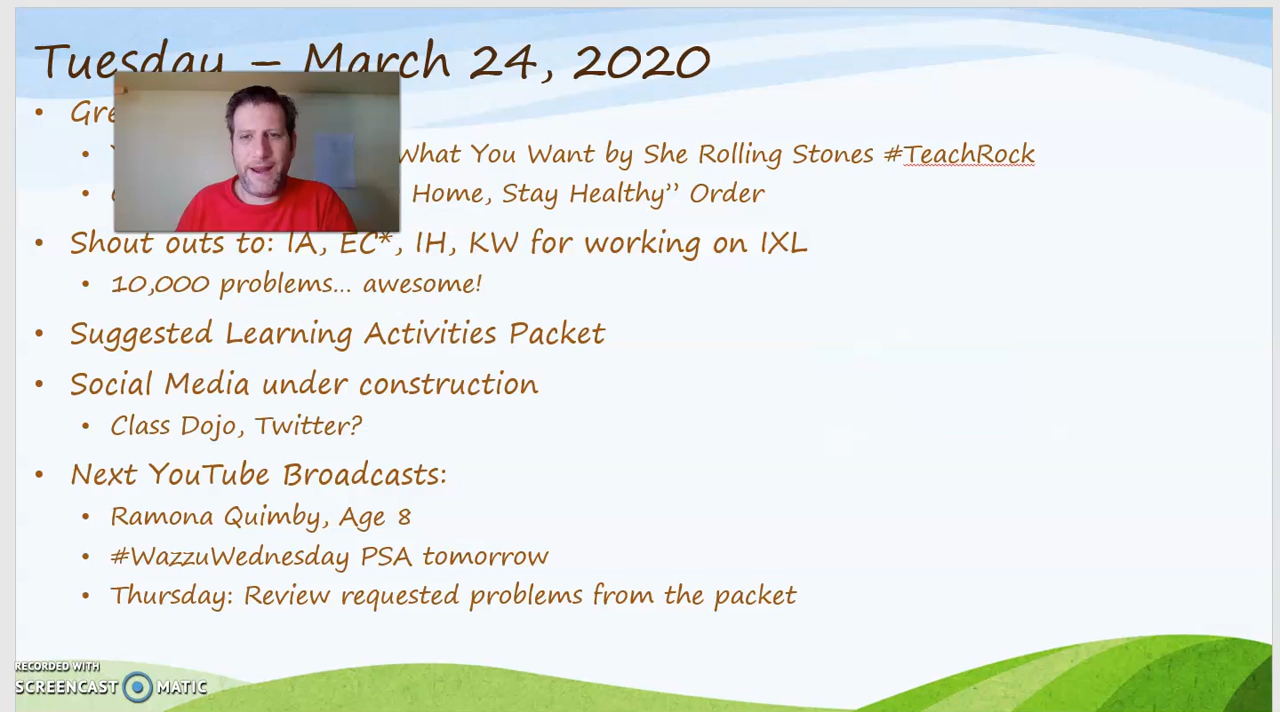 Tuesday – March 24, 2020
• Gre
• What You Want by She Rolling Stones #TeachRock
• Home, Stay Healthy” Order
• Shout outs to: IA, EC*, IH, KW for working on IXL
• 10,000 problems... awesome!
• Suggested Learning Activities Packet
• Social Media under construction
• Class Dojo, Twitter?
• Next YouTube Broadcasts:
• Ramona Quimby, Age 8
• #WazzuWednesday PSA tomorrow
• Thursday: Review requested problems from the packet
RECORDED WITH
SCREENCAST MATIC